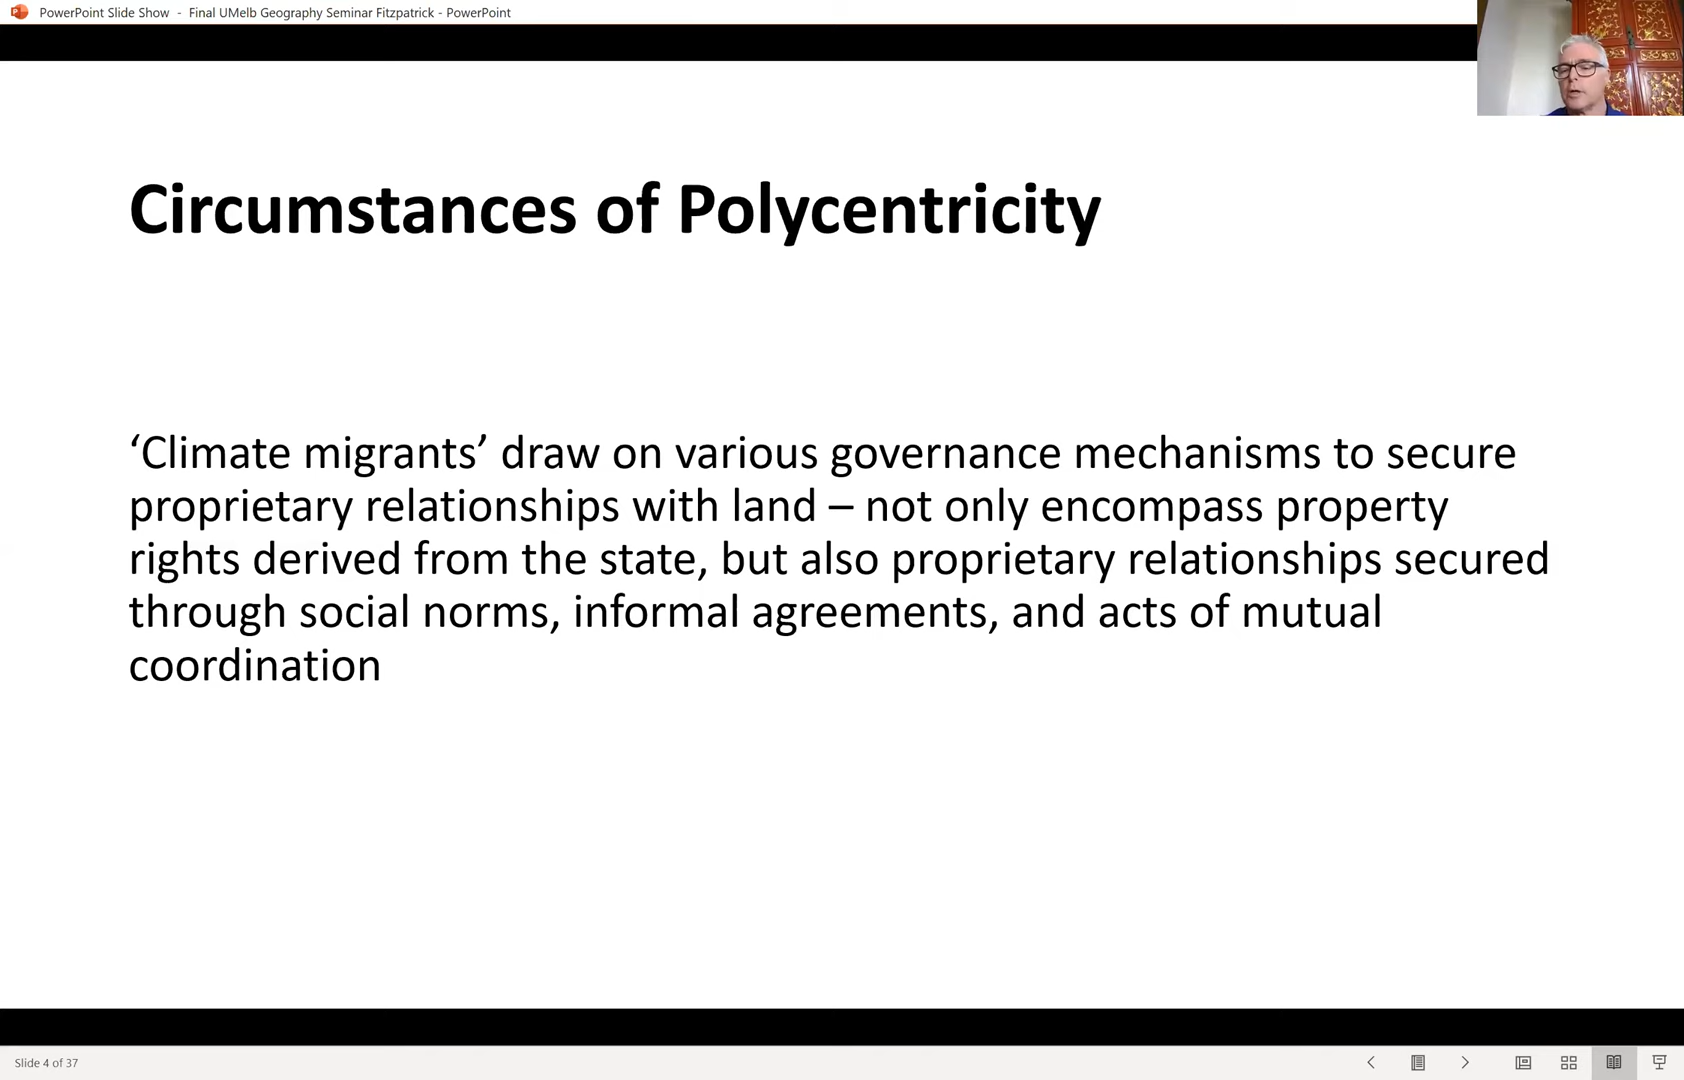 PowerPoint Slide Show - Final UMelb Geography Seminar Fitzpatrick - PowerPoint
Circumstances of Polycentricity
‘Climate migrants’ draw on various governance mechanisms to secure
proprietary relationships with land – not only encompass property
rights derived from the state, but also proprietary relationships secured
through social norms, informal agreements, and acts of mutual
coordination
Slide 4 of 37